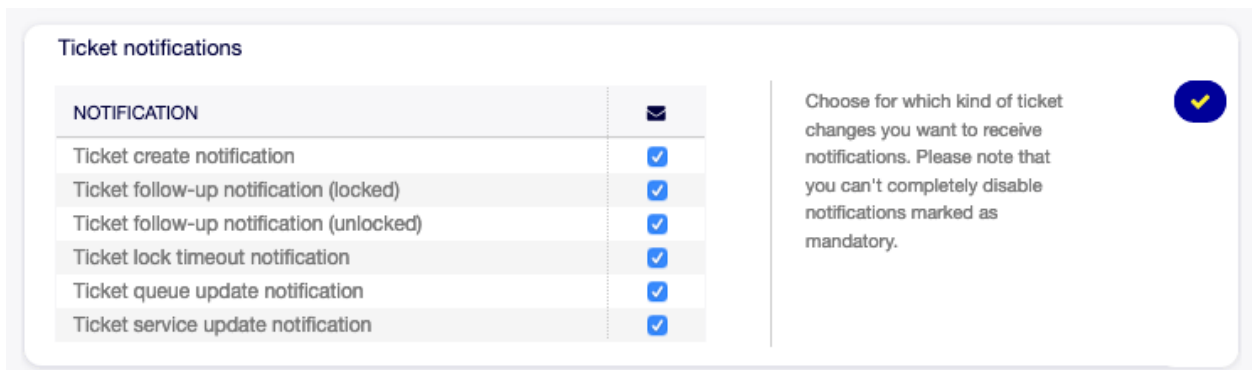 Ticket notifications
NOTIFICATION
Ticket create notification
Ticket follow-up notification (locked)
Ticket follow-up notification (unlocked)
Ticket lock timeout notification
Ticket queue update notification
Ticket service update notification
Choose for which kind of ticket
changes you want to receive
notifications. Please note that
you can't completely disable
notifications marked as
mandatory.